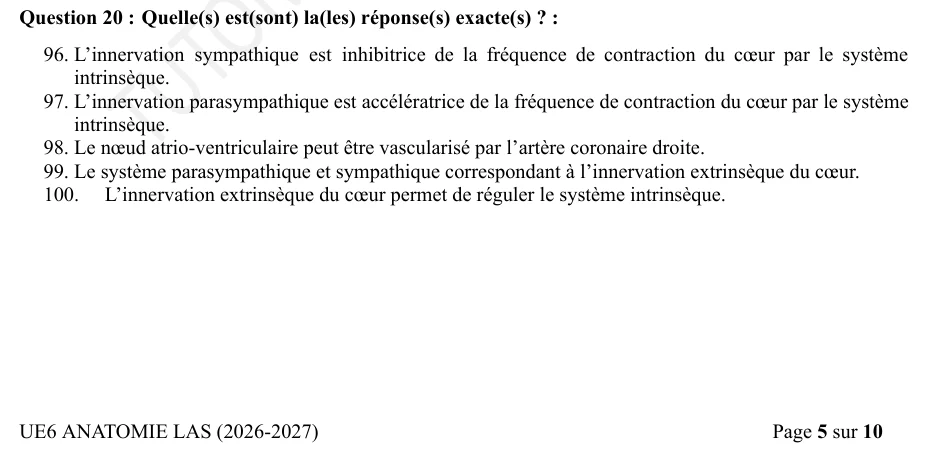 Question 20 : Quelle(s) est(sont) la(les) réponse(s) exacte(s) ? :
96. L’innervation sympathique est inhibitrice de la fréquence de contraction du cœur par le système
intrinsèque.
97. L’innervation parasympathique est accélératrice de la fréquence de contraction du cœur par le système
intrinsèque.
98. Le nœud atrio-ventriculaire peut être vascularisé par l’artère coronaire droite.
99. Le système parasympathique et sympathique correspondant à l’innervation extrinsèque du cœur.
100. L’innervation extrinsèque du cœur permet de réguler le système intrinsèque.
UE6 ANATOMIE LAS (2026-2027)
Page 5 sur 10